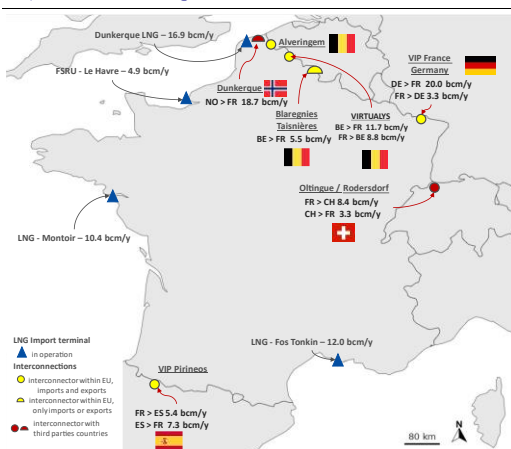 Dunkerque LNG – 16.9 bcm/y
Alveringem
FSRU - Le Havre – 4.9 bcm/y
VIP France
Germany
DE > FR 20.0 bcm/y
FR > DE 3.3 bcm/y
Dunkerque
NO > FR 18.7 bcm/y
Blaregnies
Taisnières
BE > FR 5.5 bcm/y
VIRTUALYS
BE > FR 11.7 bcm/y
FR > BE 8.8 bcm/y
Oltingue / Rodersdorf
FR > CH 8.4 bcm/y
CH > FR 3.3 bcm/y
LNG - Montoir – 10.4 bcm/y
LNG - Fos Tonkin – 12.0 bcm/y
LNG Import terminal
in operation
Interconnections
interconnector within EU,
imports and exports
interconnector within EU,
only imports or exports
interconnector with
third parties countries
VIP Pirineos
FR > ES 5.4 bcm/y
ES > FR 7.3 bcm/y
80 km
N